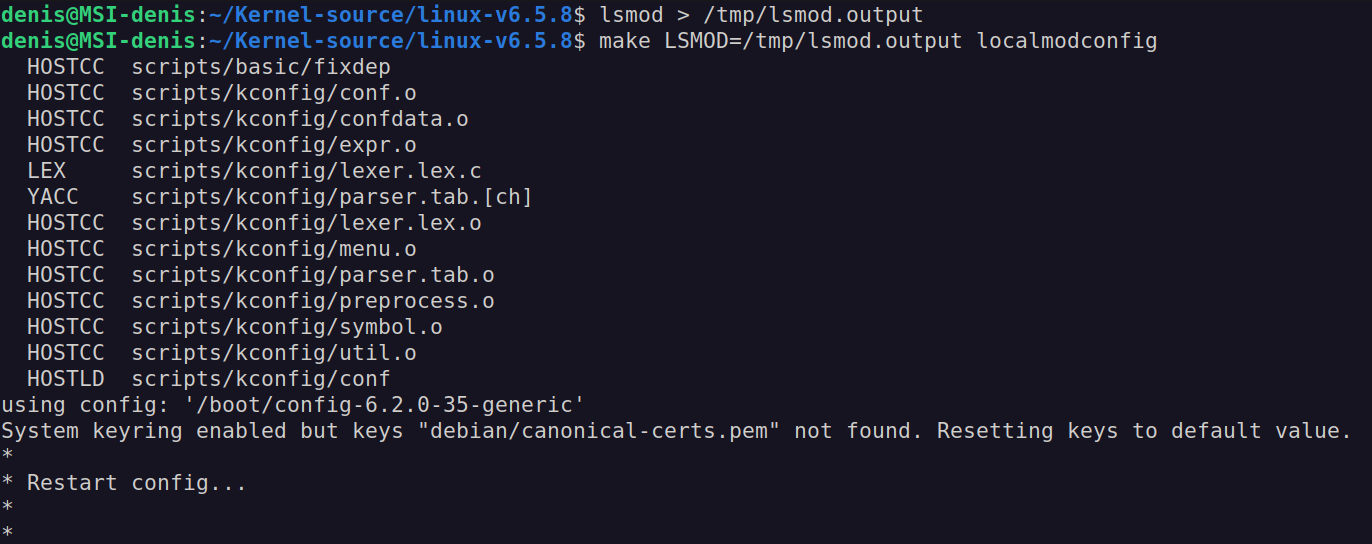 denis@MSI-denis:~/Kernel-source/linux-v6.5.8$ lsmod > /tmp/lsmod.output
denis@MSI-denis:~/Kernel-source/linux-v6.5.8$ make LSMOD=/tmp/lsmod.output localmodconfig
  HOSTCC  scripts/basic/fixdep
  HOSTCC  scripts/kconfig/conf.o
  HOSTCC  scripts/kconfig/confdata.o
  HOSTCC  scripts/kconfig/expr.o
  LEX     scripts/kconfig/lexer.lex.c
  YACC    scripts/kconfig/parser.tab.[ch]
  HOSTCC  scripts/kconfig/lexer.lex.o
  HOSTCC  scripts/kconfig/menu.o
  HOSTCC  scripts/kconfig/parser.tab.o
  HOSTCC  scripts/kconfig/preprocess.o
  HOSTCC  scripts/kconfig/symbol.o
  HOSTCC  scripts/kconfig/util.o
  HOSTLD  scripts/kconfig/conf
using config: '/boot/config-6.2.0-35-generic'
System keyring enabled but keys "debian/canonical-certs.pem" not found. Resetting keys to default value.
*
* Restart config...
*
*